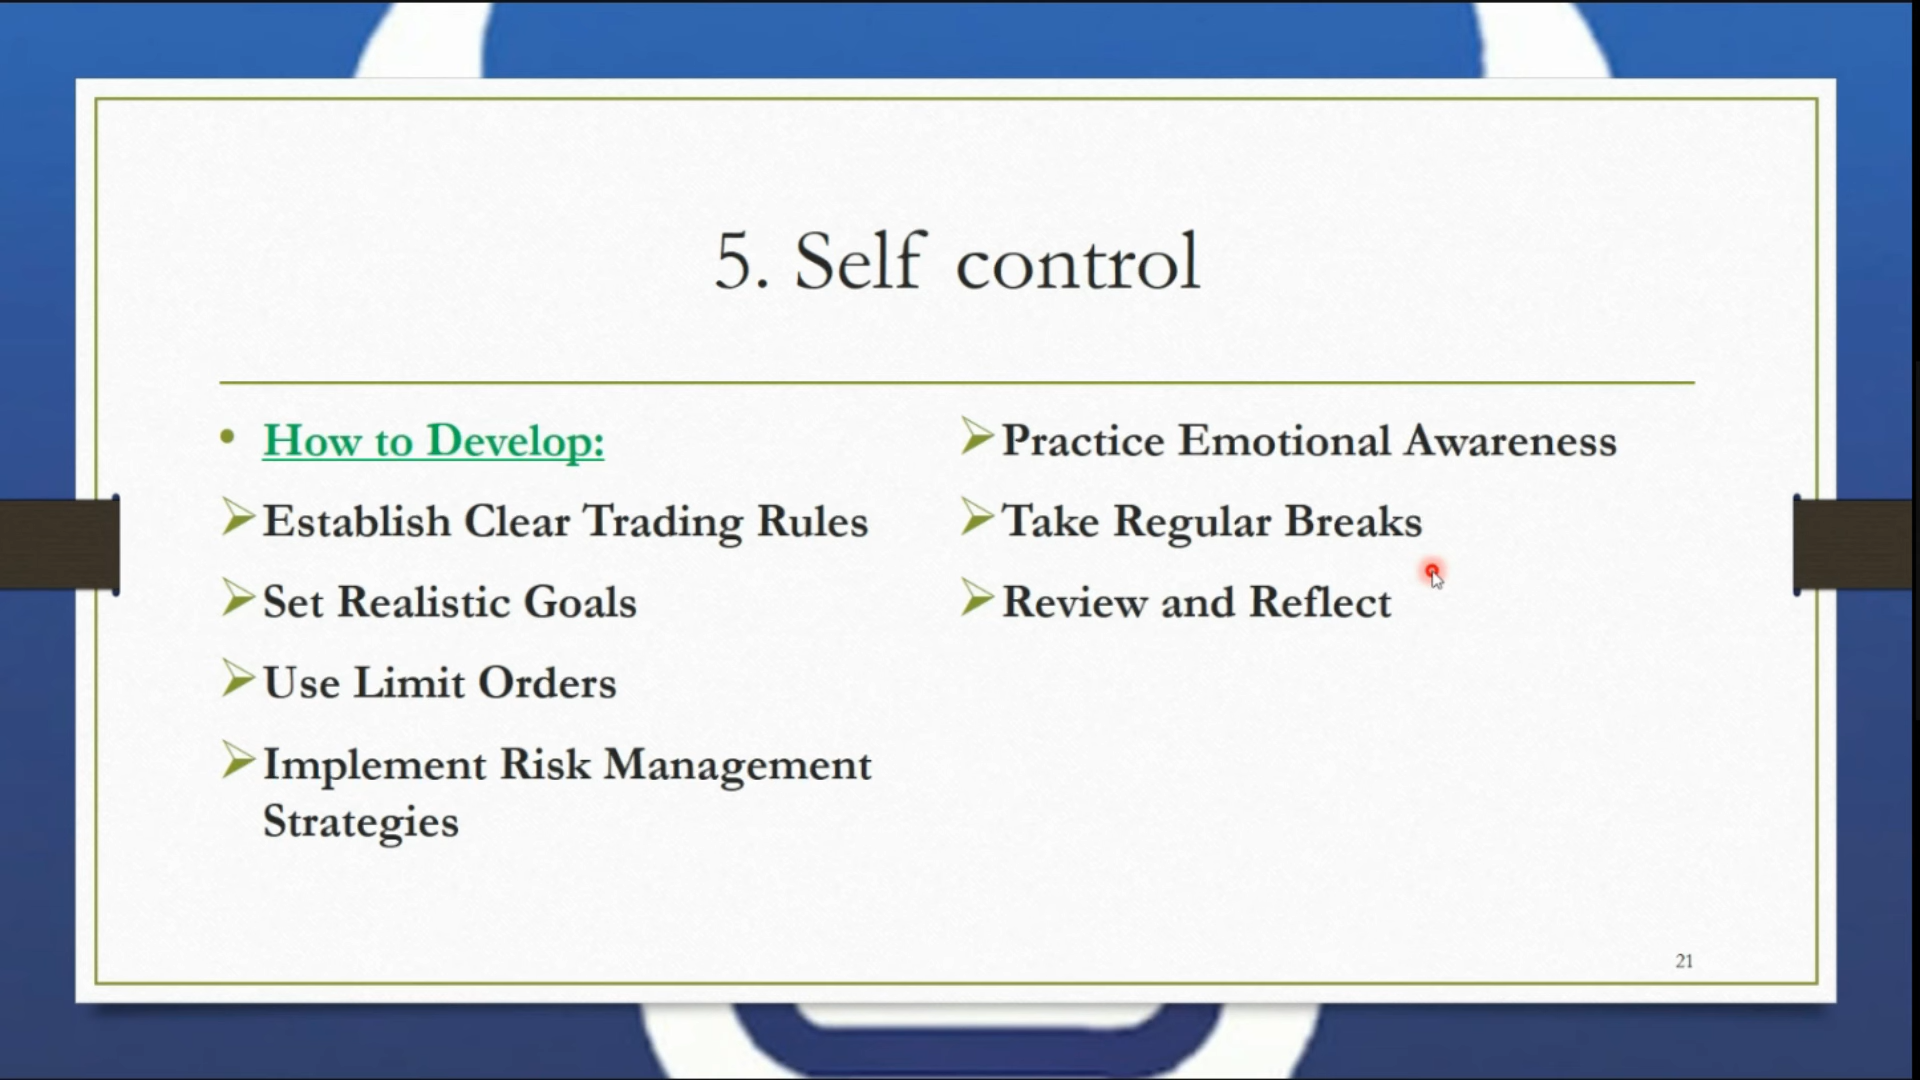 5. Self control
• How to Develop:
➢ Establish Clear Trading Rules
➢ Set Realistic Goals
➢ Use Limit Orders
➢ Implement Risk Management
Strategies
➢ Practice Emotional Awareness
➢ Take Regular Breaks
➢ Review and Reflect
21